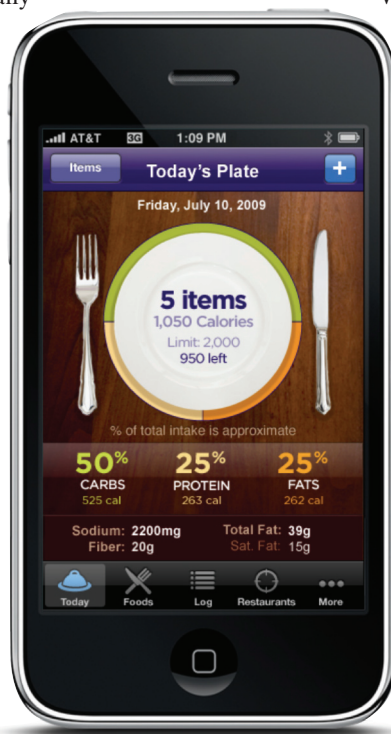 AT&T 3G 1:09 PM
Items Today's Plate +
Friday, July 10, 2009
5 items
1,050 Calories
Limit: 2,000
950 left
% of total intake is approximate
50% 25% 25%
CARBS PROTEIN FATS
525 cal 263 cal 262 cal
Sodium: 2200mg Total Fat: 39g
Fiber: 20g Sat. Fat: 15g
Today Foods Log Restaurants More